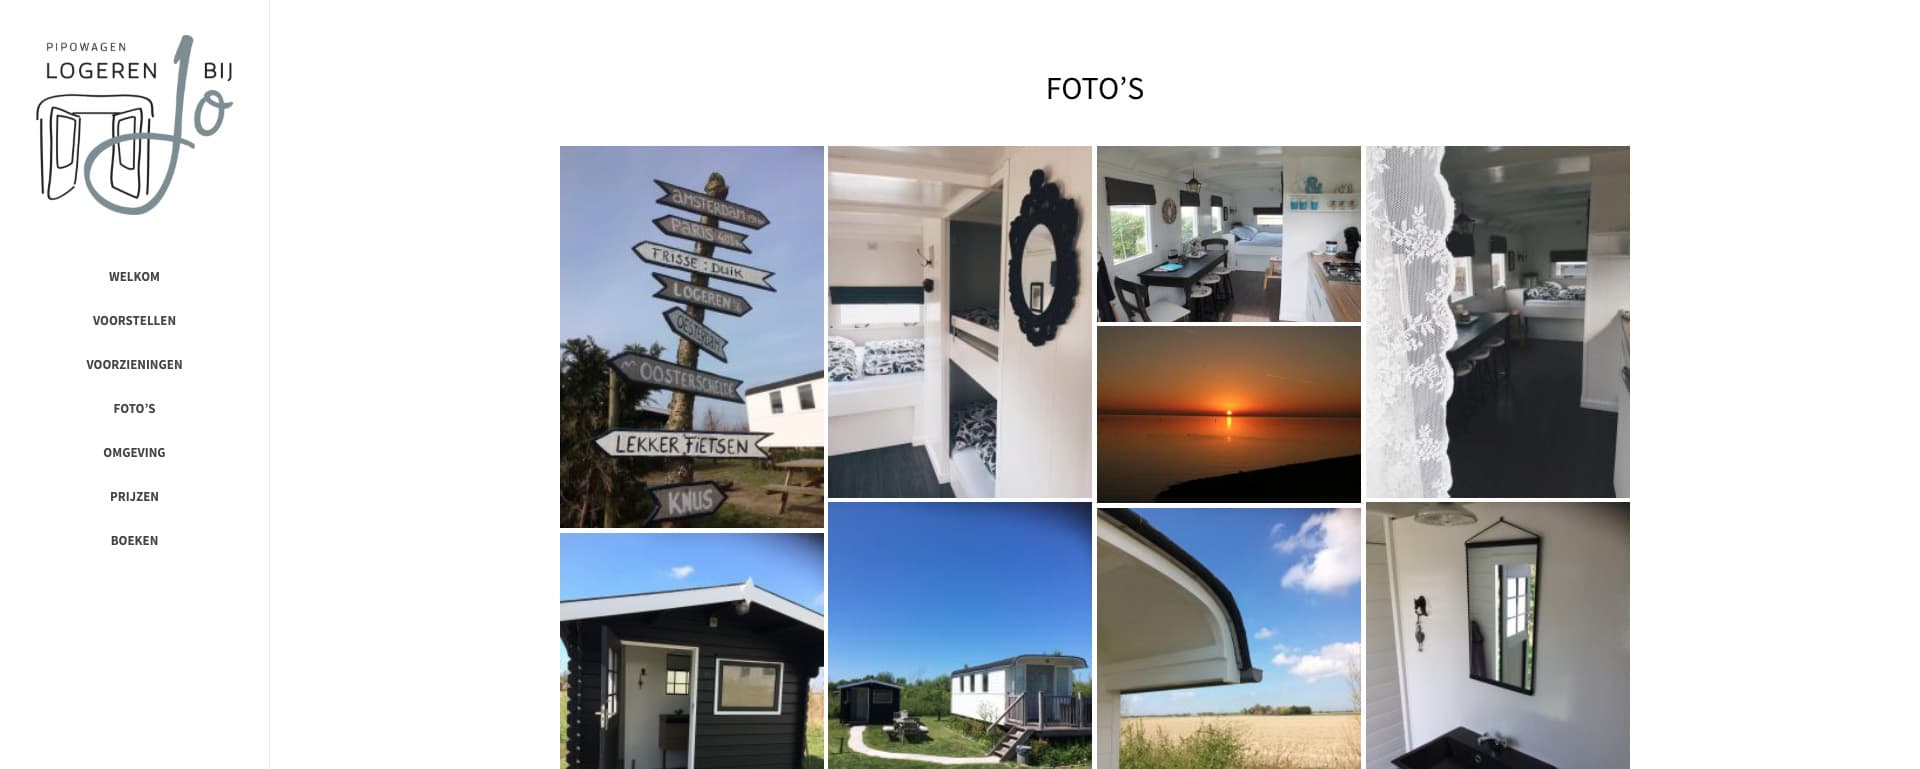 PIPOWAGEN
LOGEREN BIJ
Jo
WELKOM
VOORSTELLEN
VOORZIENINGEN
FOTO'S
OMGEVING
PRIJZEN
BOEKEN
FOTO'S
AMSTERDAM
PARIS
FRISSE : DUIK
LOGEREN
OESTERDAM
OOSTERSCHELDE
LEKKER FIETSEN
KNUS